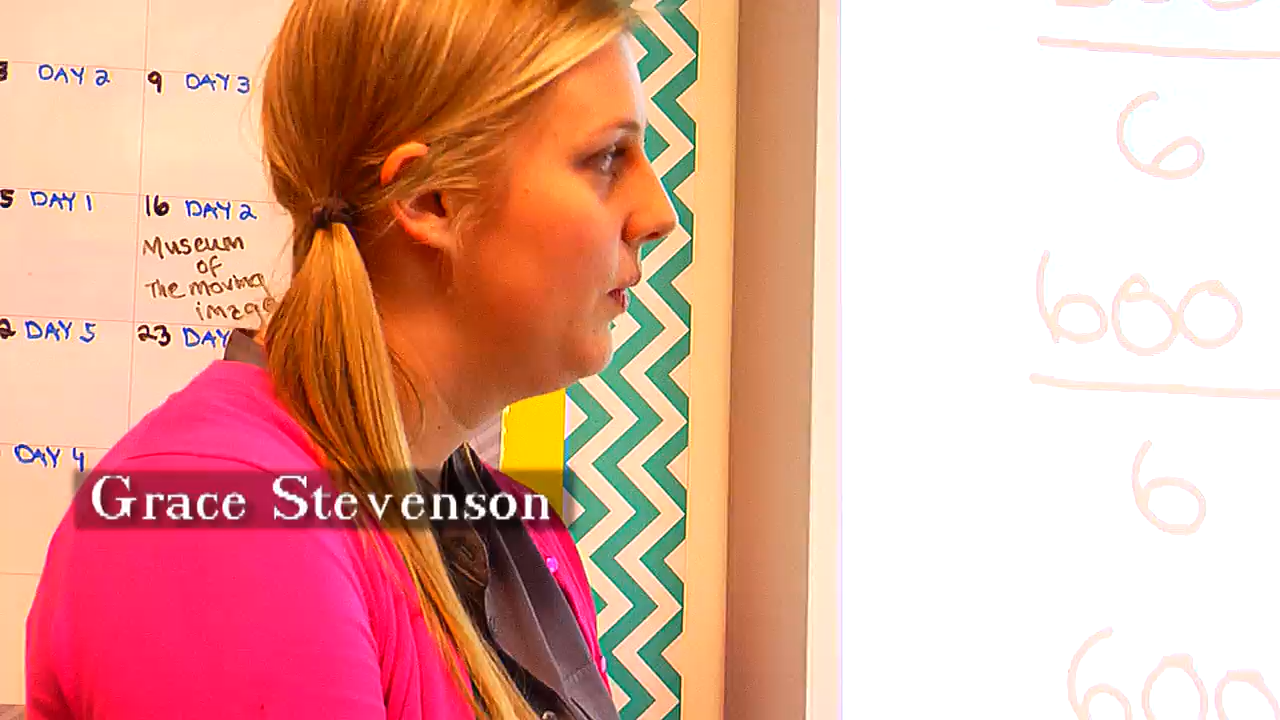 DAY 2 9 DAY 3
5 DAY 1 16 DAY 2
Museum
of
The moving
image
2 DAY 5 23 DAY
DAY 4
Grace Stevenson
6
600
6
600